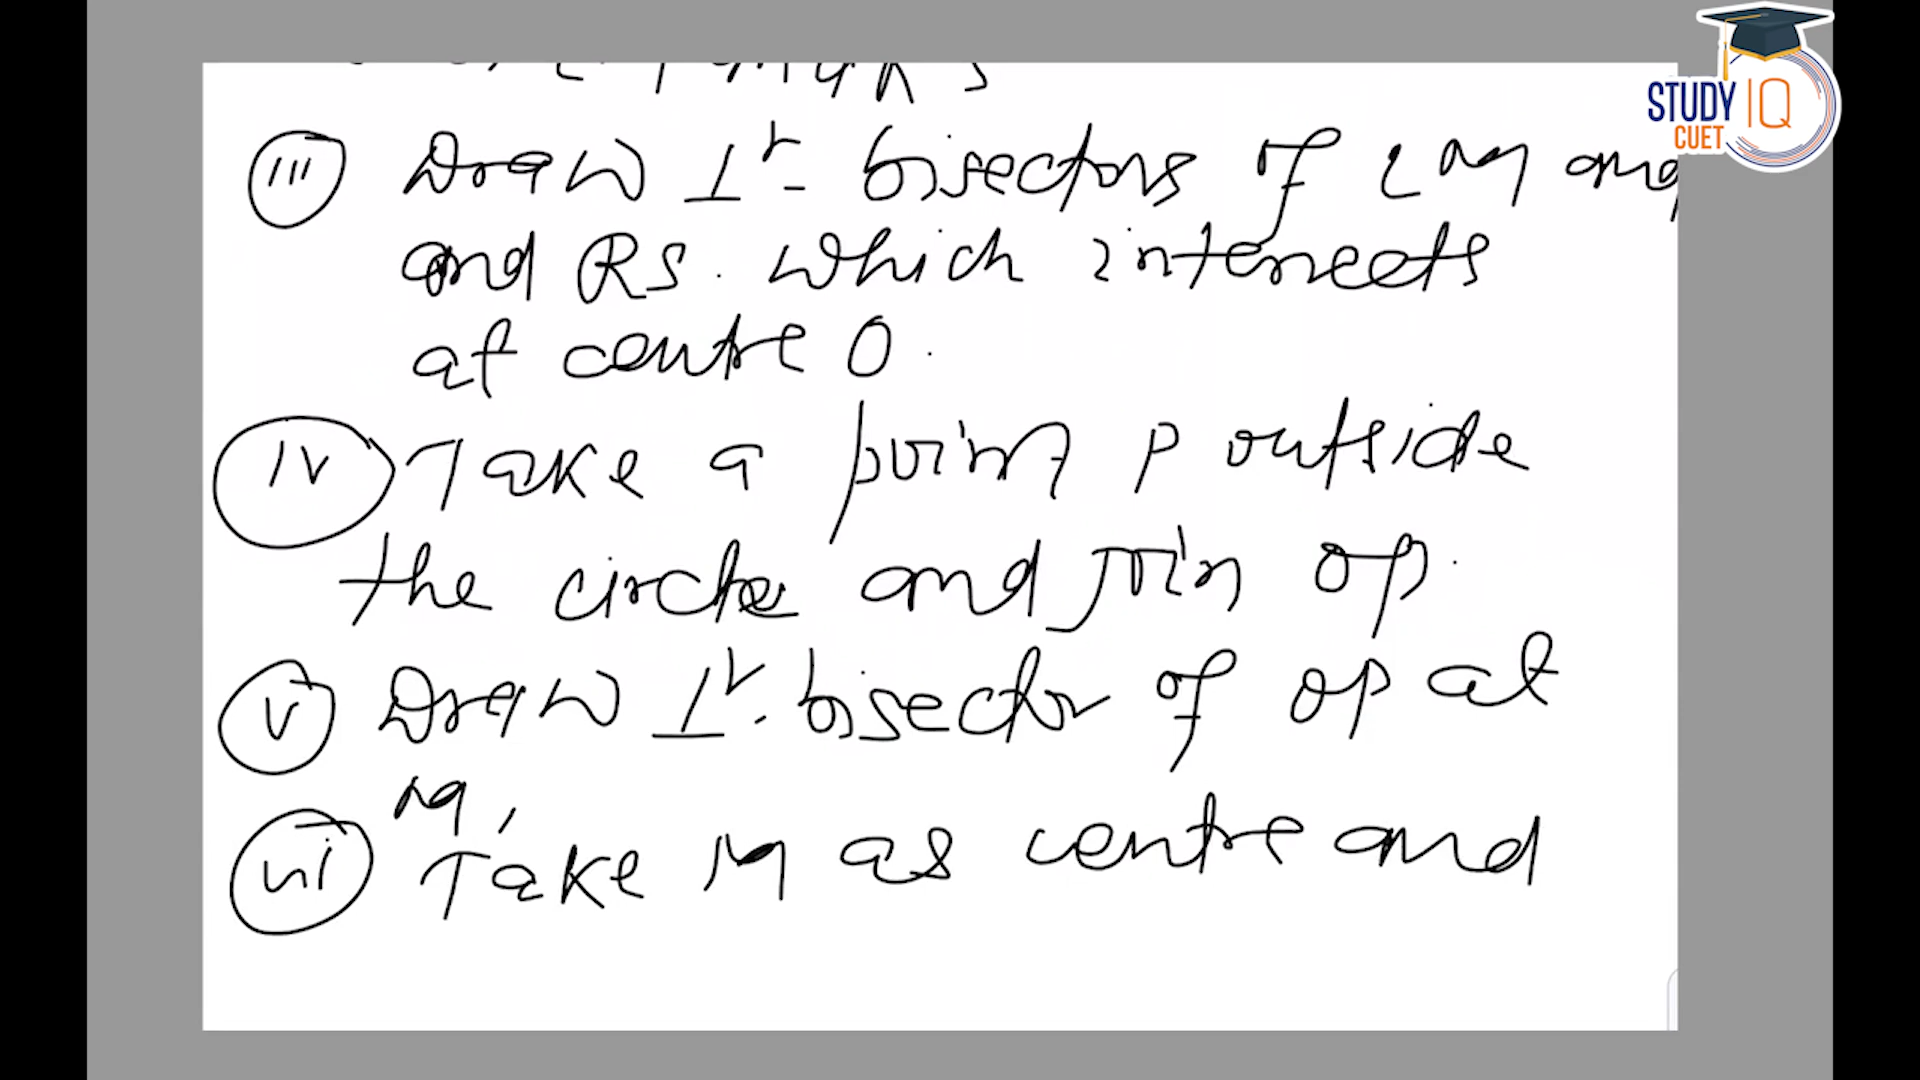 STUDY IQ
CUET
iii Draw ⊥r- bisectors of LM and
and RS. which intersects
at centre O.
iv Take a point P outside
the circle and join OP.
v Draw ⊥r. bisector of OP at
M,
vi Take M as centre and